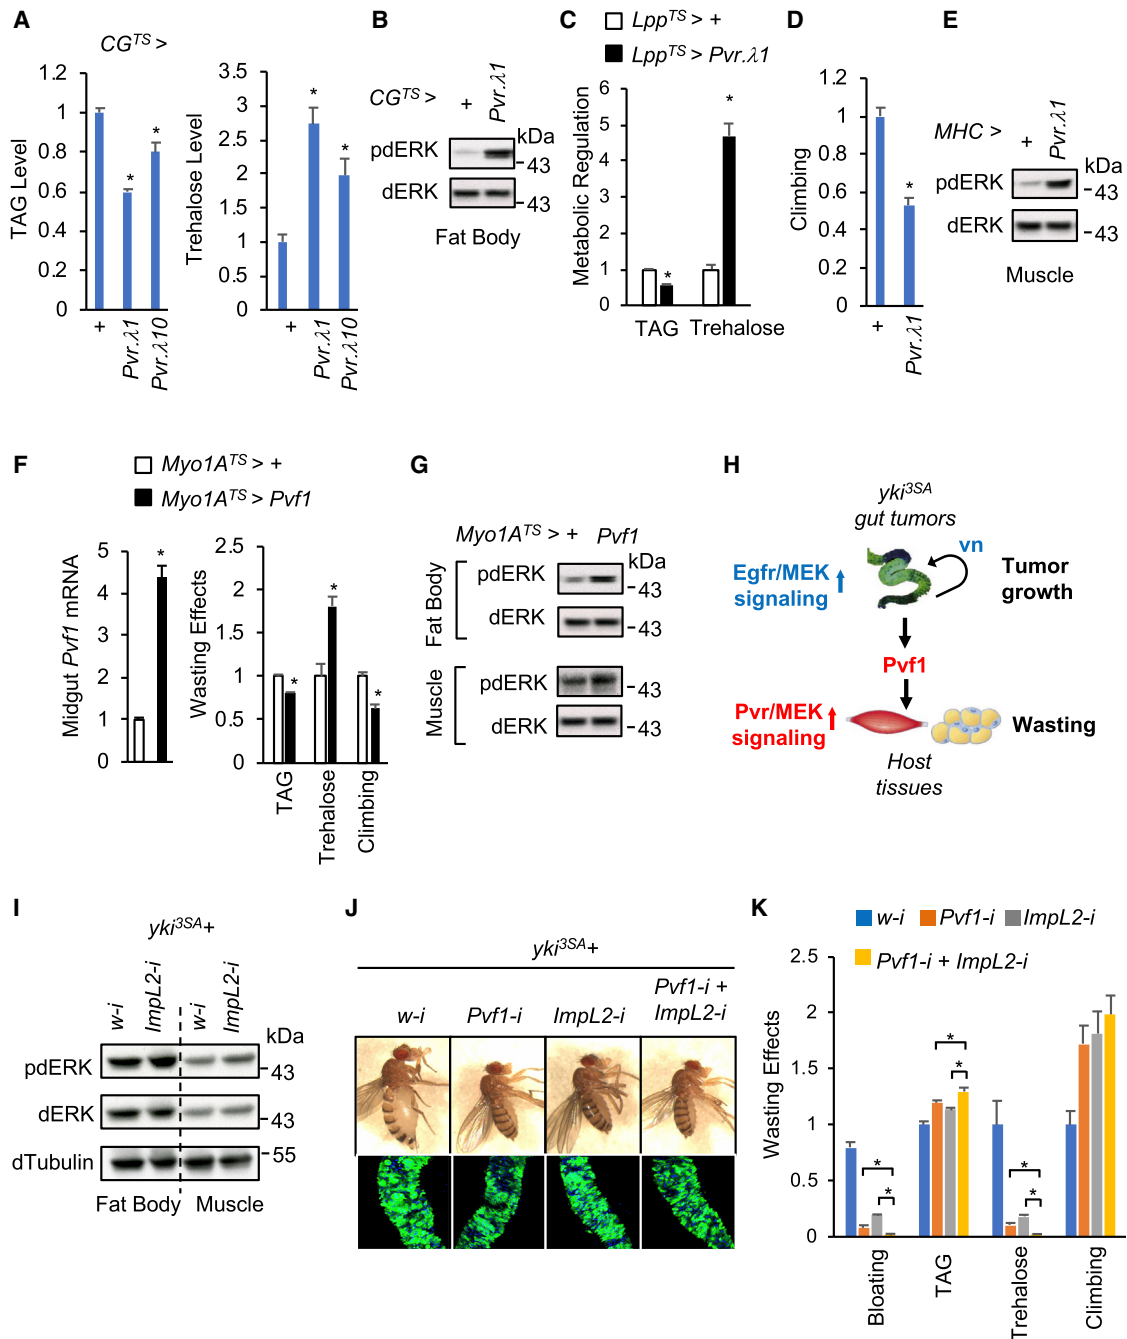 A
CG^TS >
TAG Level
1.2
1
0.8
0.6
0.4
0.2
0
+
Pvr.λ1
Pvr.λ10
Trehalose Level
3.5
3
2.5
2
1.5
1
0.5
0
*
*
*
*
+
Pvr.λ1
Pvr.λ10
B
CG^TS >
+
Pvr.λ1
kDa
pdERK
-43
dERK
-43
Fat Body
C
Lpp^TS > +
Lpp^TS > Pvr.λ1
Metabolic Regulation
6
5
4
3
2
1
0
*
*
TAG
Trehalose
D
Climbing
1.2
1
0.8
0.6
0.4
0.2
0
*
+
Pvr.λ1
E
MHC >
+
Pvr.λ1
kDa
pdERK
-43
dERK
-43
Muscle
F
Myo1A^TS > +
Myo1A^TS > Pvf1
Midgut Pvf1 mRNA
5
4
3
2
1
0
*
Wasting Effects
2.5
2
1.5
1
0.5
0
*
*
*
TAG
Trehalose
Climbing
G
Myo1A^TS > +
Pvf1
kDa
Fat Body
pdERK
-43
dERK
-43
Muscle
pdERK
-43
dERK
-43
H
yki^3SA
gut tumors
vn
Egfr/MEK
signaling
Tumor
growth
Pvf1
Pvr/MEK
signaling
Wasting
Host
tissues
I
yki^3SA+
w-i
ImpL2-i
w-i
ImpL2-i
kDa
pdERK
-43
dERK
-43
dTubulin
-55
Fat Body
Muscle
J
yki^3SA+
w-i
Pvf1-i
ImpL2-i
Pvf1-i +
ImpL2-i
K
w-i
Pvf1-i
ImpL2-i
Pvf1-i + ImpL2-i
Wasting Effects
2.5
2
1.5
1
0.5
0
*
*
*
*
*
*
Bloating
TAG
Trehalose
Climbing